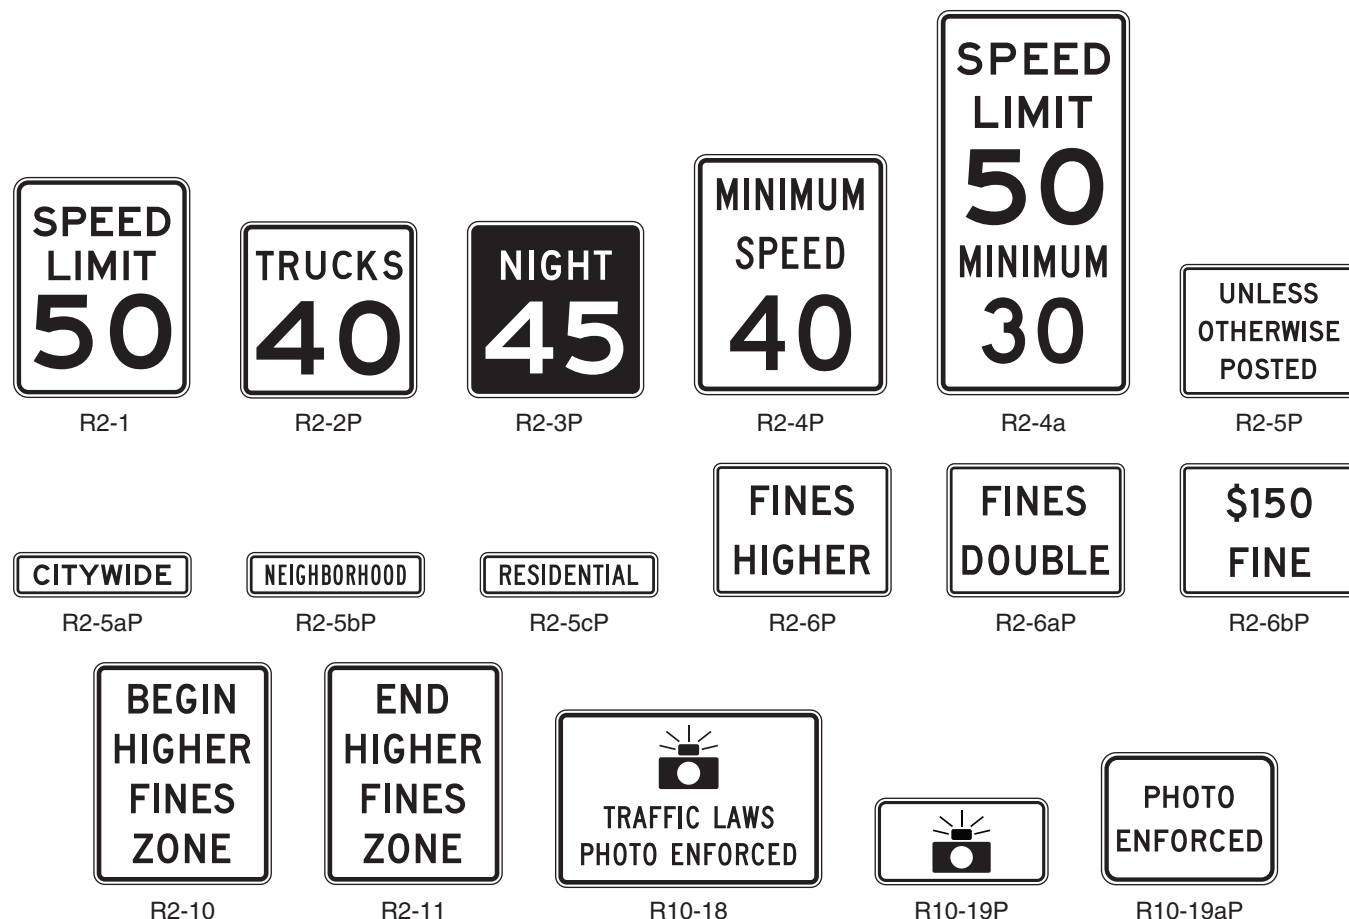 SPEED
LIMIT
50
R2-1
TRUCKS
40
R2-2P
NIGHT
45
R2-3P
MINIMUM
SPEED
40
R2-4P
SPEED
LIMIT
50
MINIMUM
30
R2-4a
UNLESS
OTHERWISE
POSTED
R2-5P
CITYWIDE
R2-5aP
NEIGHBORHOOD
R2-5bP
RESIDENTIAL
R2-5cP
FINES
HIGHER
R2-6P
FINES
DOUBLE
R2-6aP
$150
FINE
R2-6bP
BEGIN
HIGHER
FINES
ZONE
R2-10
END
HIGHER
FINES
ZONE
R2-11
TRAFFIC LAWS
PHOTO ENFORCED
R10-18
R10-19P
PHOTO
ENFORCED
R10-19aP